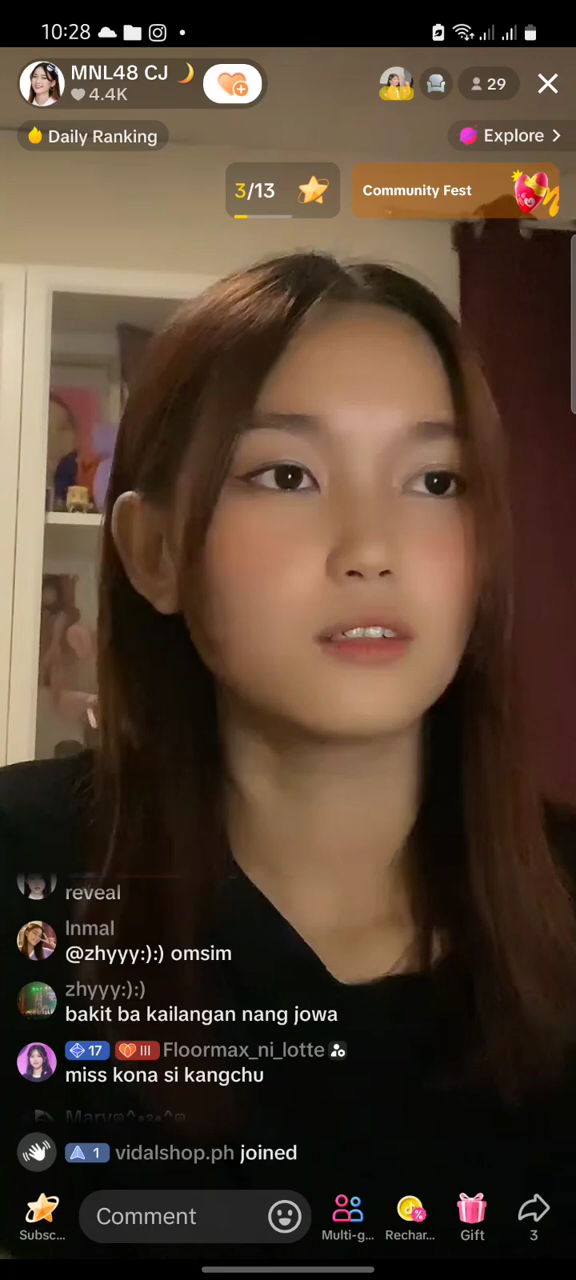 10:28
MNL48 CJ 🌙
4.4K
29
Daily Ranking
Explore >
3/13
Community Fest
reveal
Inmal
@zhyyy:):) omsim
zhyyy:):)
bakit ba kailangan nang jowa
17 III Floormax_ni_lotte
miss kona si kangchu
1 vidalshop.ph joined
Comment
Subsc...
Multi-g...
Rechar...
Gift
3